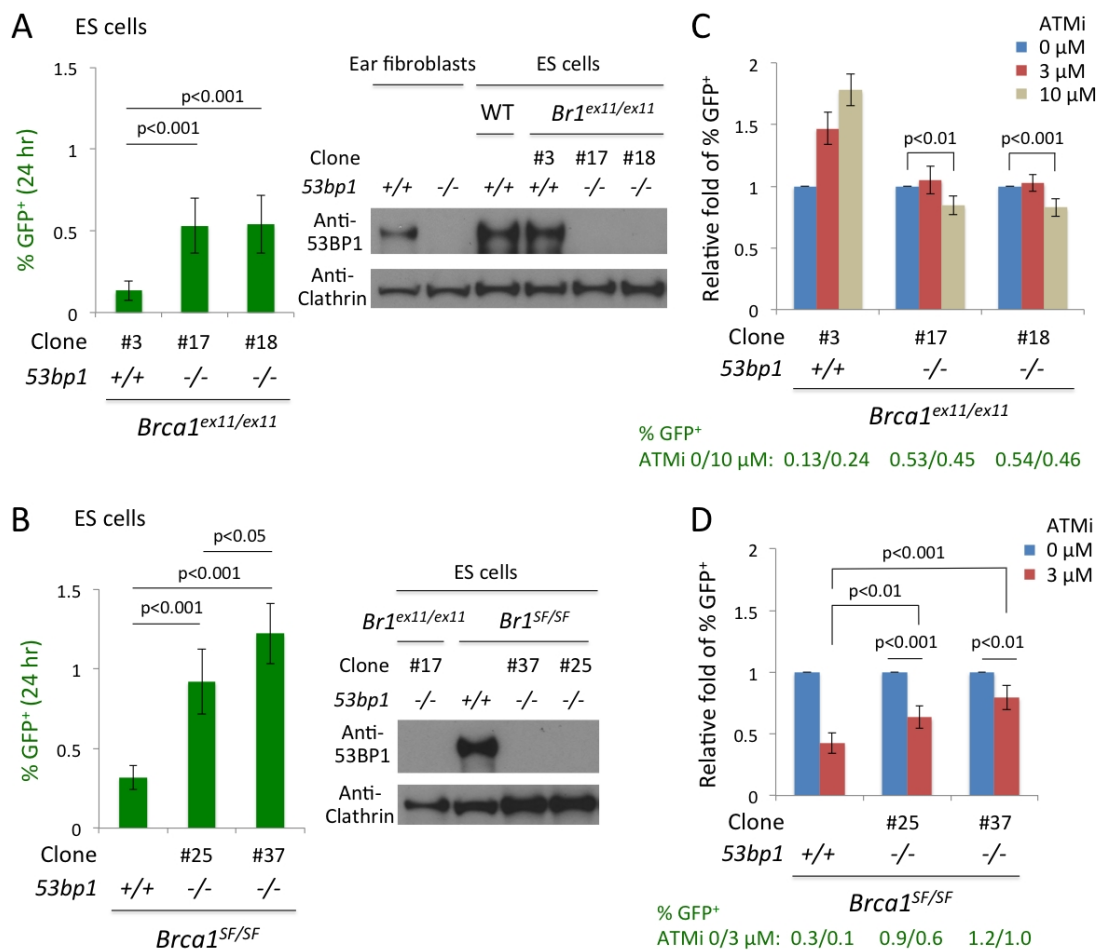 A
ES cells
1.5
1
0.5
0
% GFP⁺ (24 hr)
p<0.001
p<0.001
Clone #3 #17 #18
53bp1 +/+ -/- -/-
Brca1ex11/ex11
Ear fibroblasts ES cells
WT Br1ex11/ex11
Clone #3 #17 #18
53bp1 +/+ -/- +/+ +/+ -/- -/-
Anti-
53BP1
Anti-
Clathrin
C
ATMi
0 μM
3 μM
10 μM
2
1.5
1
0.5
0
Relative fold of % GFP⁺
p<0.01 p<0.001
Clone #3 #17 #18
53bp1 +/+ -/- -/-
Brca1ex11/ex11
% GFP⁺
ATMi 0/10 μM: 0.13/0.24 0.53/0.45 0.54/0.46
B
ES cells
p<0.05
p<0.001
p<0.001
1.5
1
0.5
0
% GFP⁺ (24 hr)
Clone #25 #37
53bp1 +/+ -/- -/-
Brca1SF/SF
ES cells
Br1ex11/ex11 Br1SF/SF
Clone #17 #37 #25
53bp1 -/- +/+ -/- -/-
Anti-
53BP1
Anti-
Clathrin
D
ATMi
0 μM
3 μM
2
1.5
1
0.5
0
Relative fold of % GFP⁺
p<0.001
p<0.01
p<0.001 p<0.01
Clone #25 #37
53bp1 +/+ -/- -/-
Brca1SF/SF
% GFP⁺
ATMi 0/3 μM: 0.3/0.1 0.9/0.6 1.2/1.0